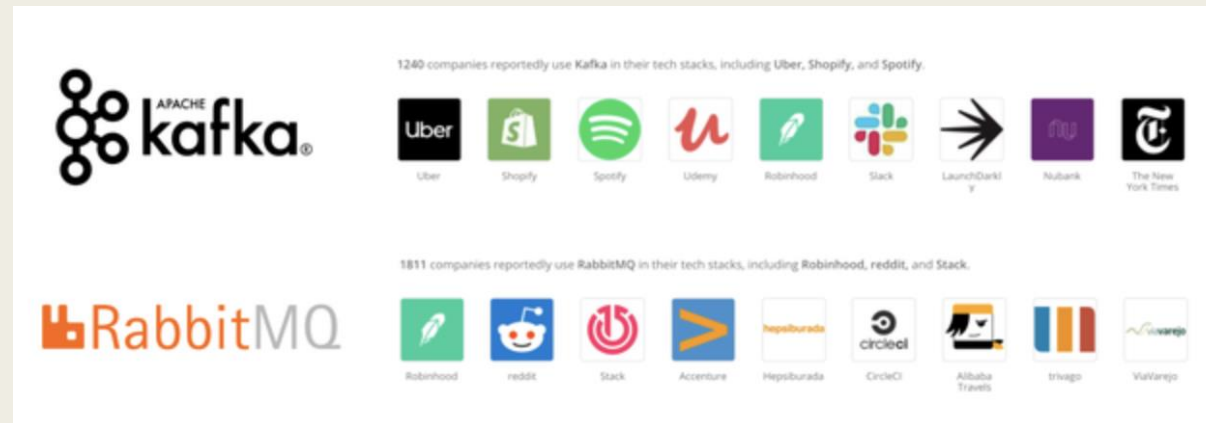 1240 companies reportedly use Kafka in their tech stacks, including Uber, Shopify, and Spotify.
APACHE
kafka®
Uber
Uber
Shopify
Spotify
Udemy
Robinhood
Slack
LaunchDarkl
y
Nubank
The New
York Times
1811 companies reportedly use RabbitMQ in their tech stacks, including Robinhood, reddit, and Stack.
RabbitMQ
hepsiburada
circleci
viavarejo
Robinhood
reddit
Stack
Accenture
Hepsiburada
CircleCI
Alibaba
Travels
trivago
ViaVarejo